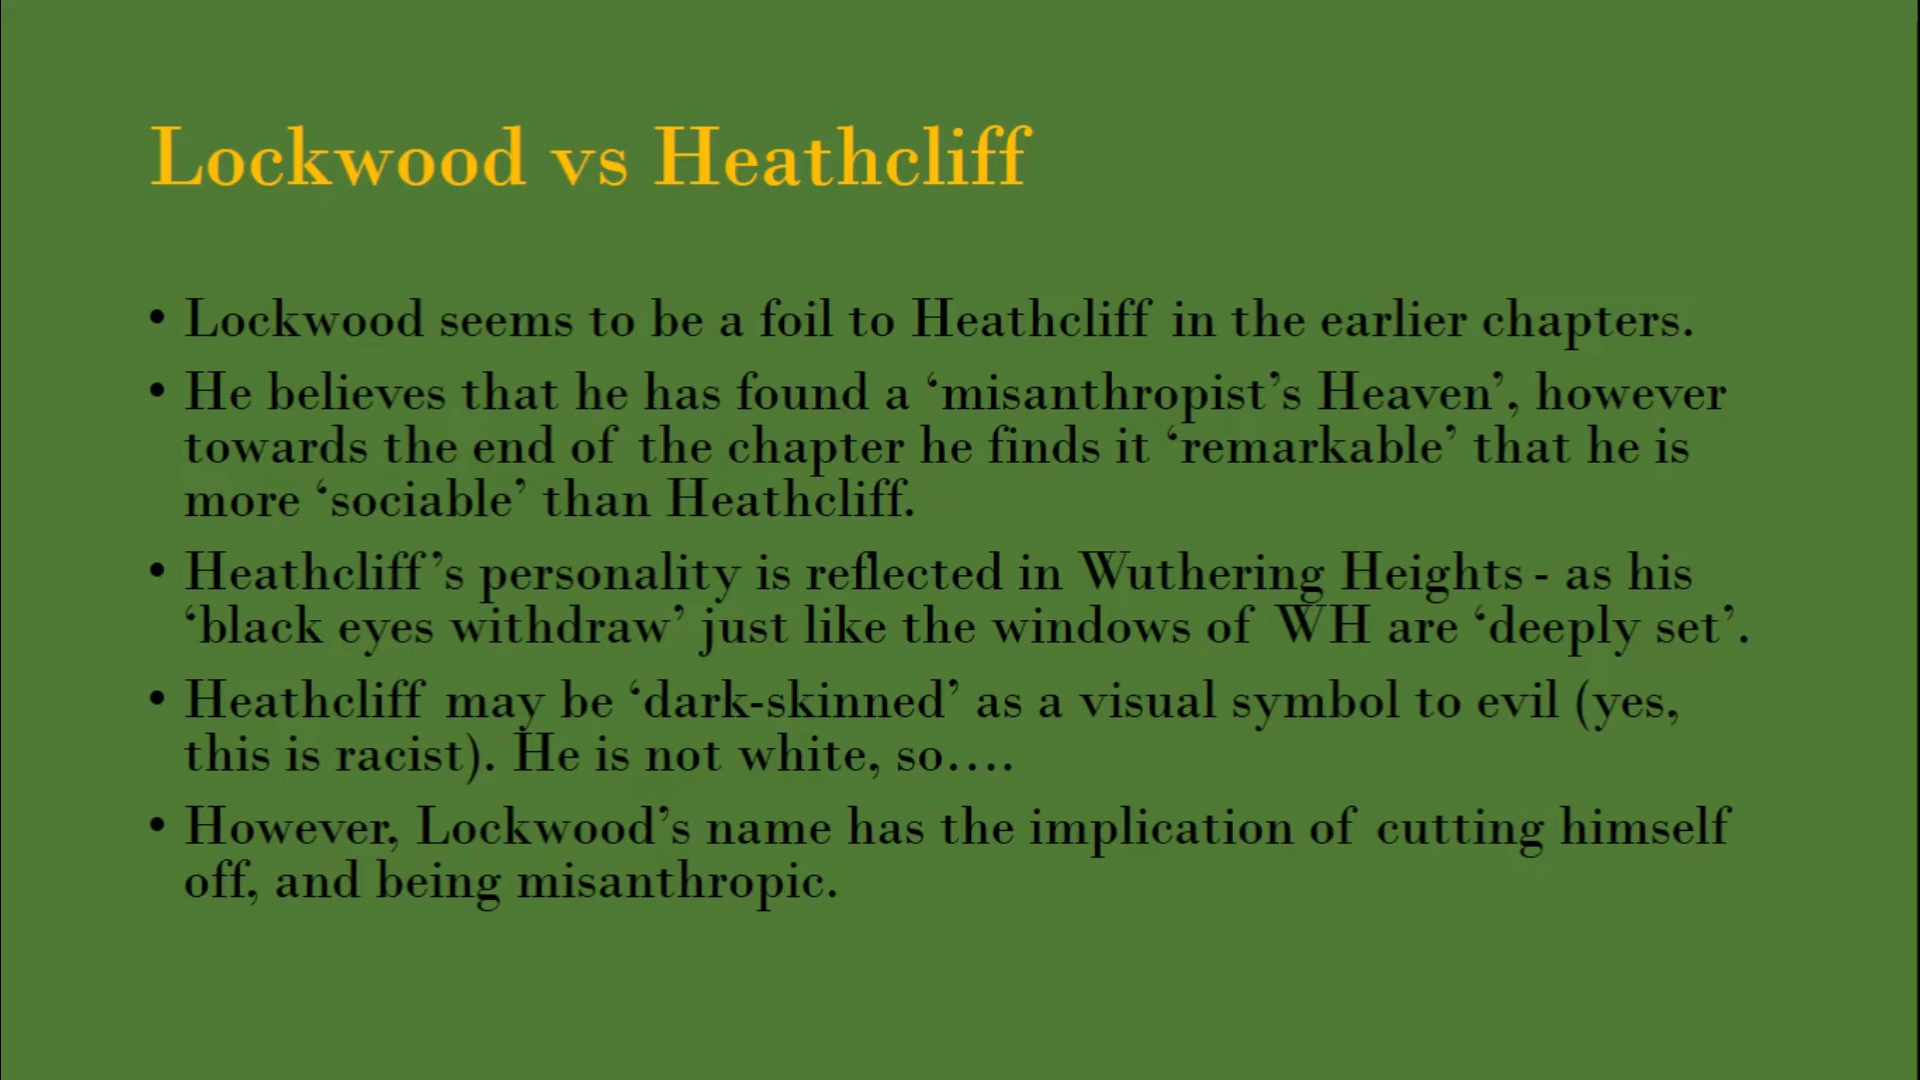 Lockwood vs Heathcliff
• Lockwood seems to be a foil to Heathcliff in the earlier chapters.
• He believes that he has found a ‘misanthropist’s Heaven’, however
towards the end of the chapter he finds it ‘remarkable’ that he is
more ‘sociable’ than Heathcliff.
• Heathcliff’s personality is reflected in Wuthering Heights - as his
‘black eyes withdraw’ just like the windows of WH are ‘deeply set’.
• Heathcliff may be ‘dark-skinned’ as a visual symbol to evil (yes,
this is racist). He is not white, so….
• However, Lockwood’s name has the implication of cutting himself
off, and being misanthropic.